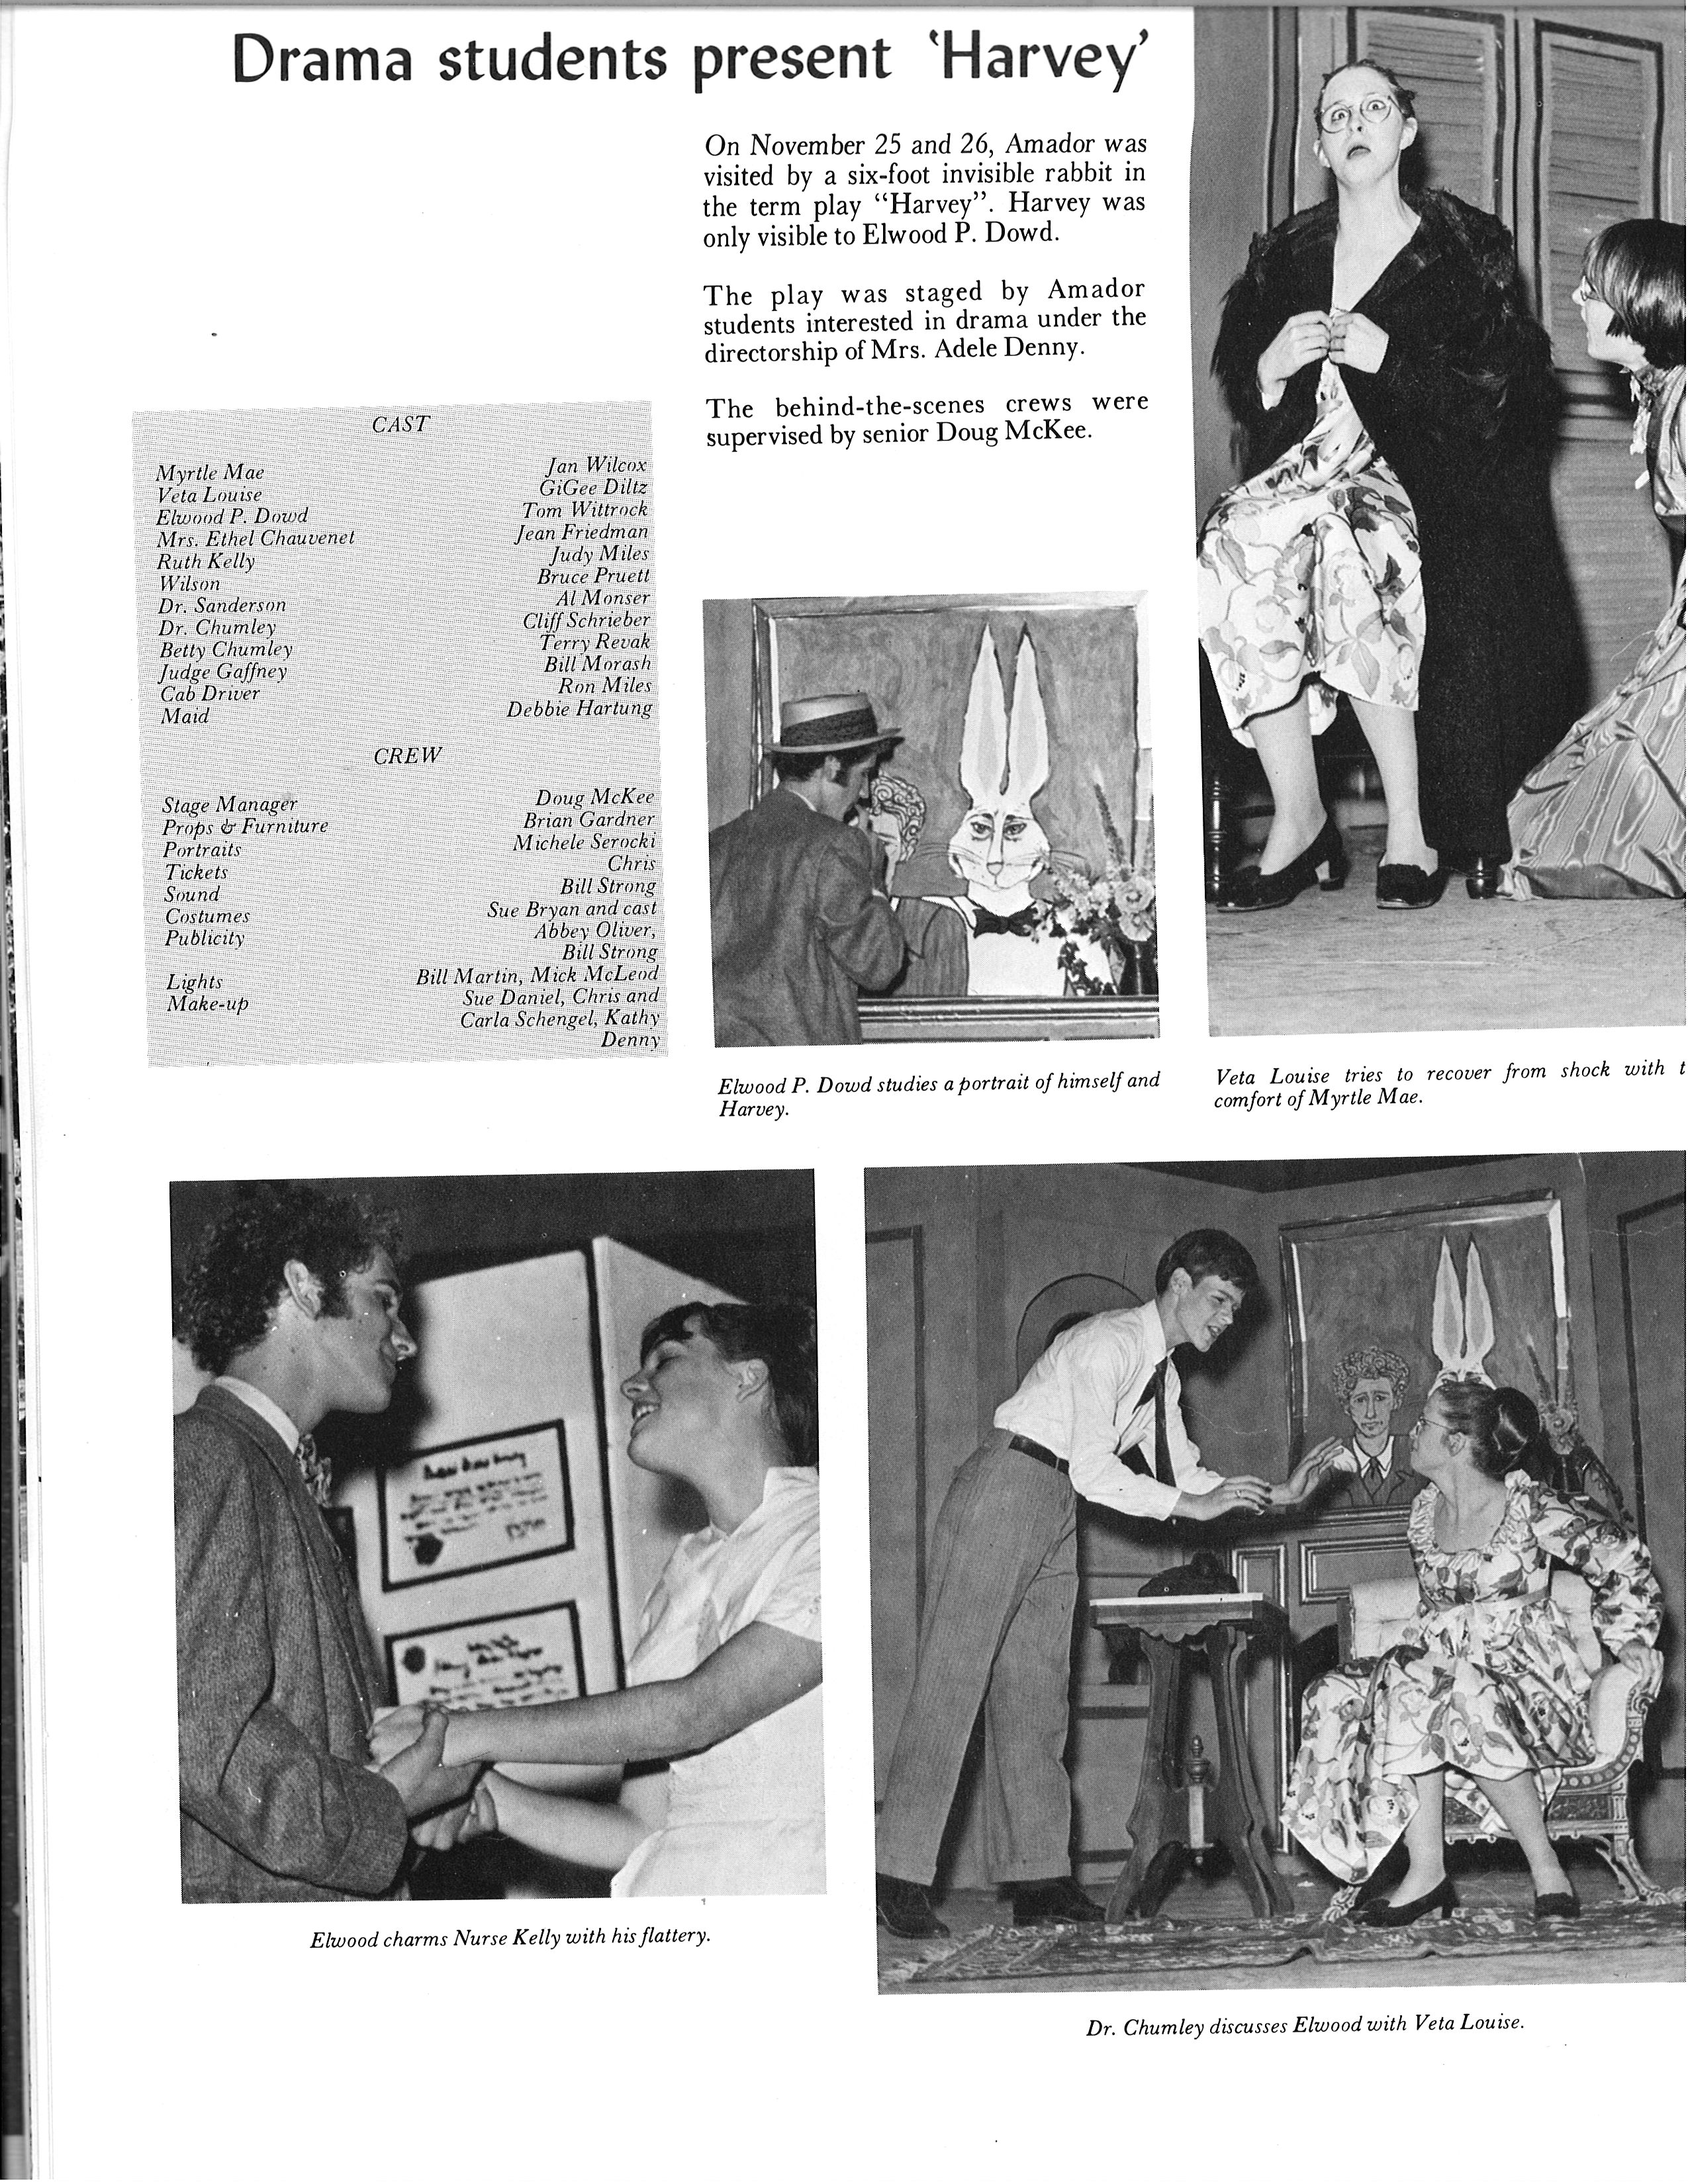 Drama students present ‘Harvey’
On November 25 and 26, Amador was
visited by a six-foot invisible rabbit in
the term play “Harvey”. Harvey was
only visible to Elwood P. Dowd.
The play was staged by Amador
students interested in drama under the
directorship of Mrs. Adele Denny.
The behind-the-scenes crews were
supervised by senior Doug McKee.
CAST
Myrtle Mae Jan Wilcox
Veta Louise GiGee Diltz
Elwood P. Dowd Tom Wittrock
Mrs. Ethel Chauvenet Jean Friedman
Ruth Kelly Judy Miles
Wilson Bruce Pruett
Dr. Sanderson Al Monser
Dr. Chumley Cliff Schrieber
Betty Chumley Terry Revak
Judge Gaffney Bill Morash
Cab Driver Ron Miles
Maid Debbie Hartung
CREW
Stage Manager Doug McKee
Props & Furniture Brian Gardner
Portraits Michele Serocki
Tickets Chris
Sound Bill Strong
Costumes Sue Bryan and cast
Publicity Abbey Oliver,
Bill Strong
Lights Bill Martin, Mick McLeod
Make-up Sue Daniel, Chris and
Carla Schengel, Kathy
Denny
Elwood P. Dowd studies a portrait of himself and
Harvey.
Veta Louise tries to recover from shock with t
comfort of Myrtle Mae.
Elwood charms Nurse Kelly with his flattery.
Dr. Chumley discusses Elwood with Veta Louise.